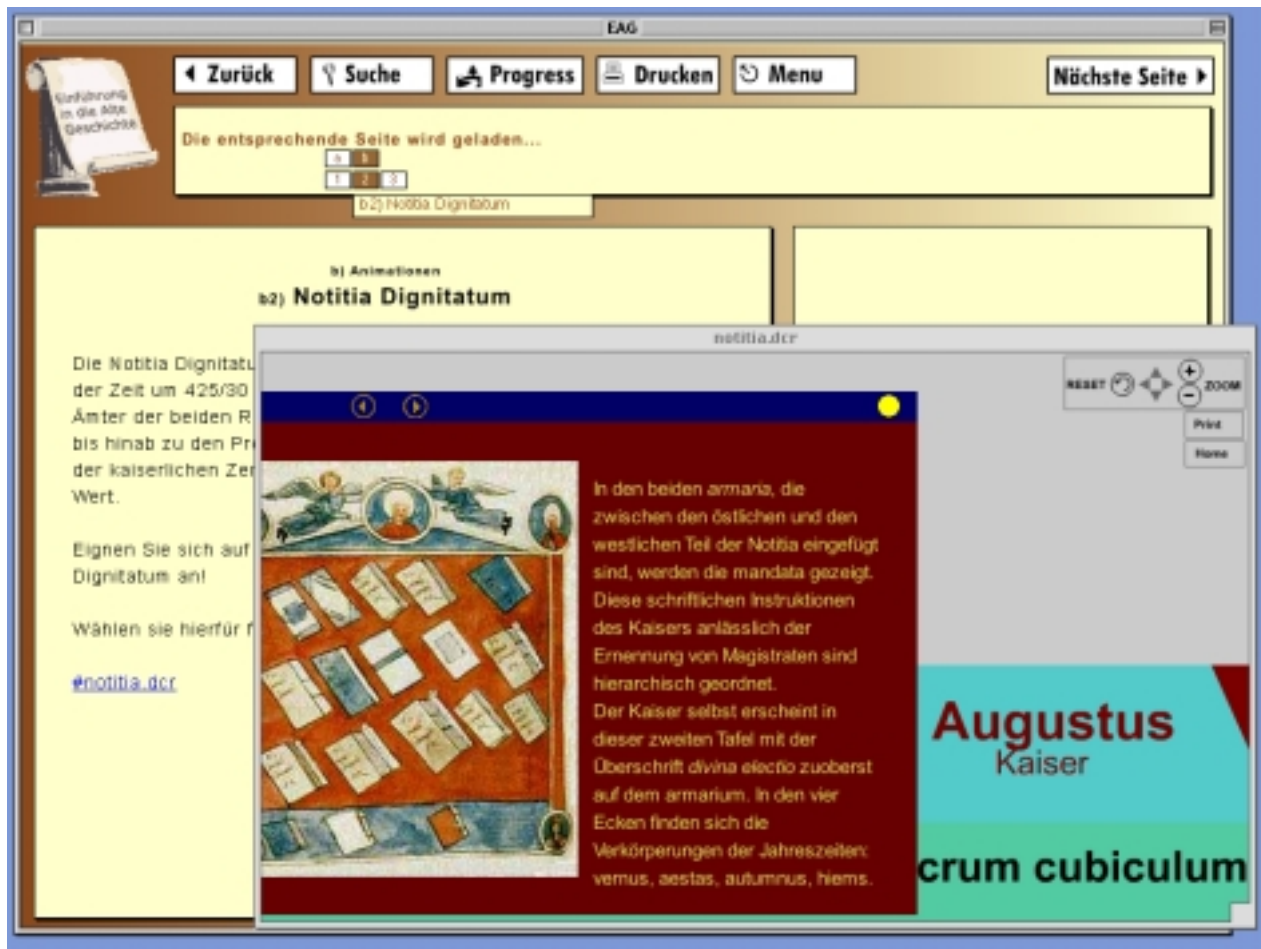 EAG
Einführung
in die Alte
Geschichte
Zurück
Suche
Progress
Drucken
Menu
Nächste Seite
Die entsprechende Seite wird geladen...
a b
1 2 3
b2) Notitia Dignitatum
b) Animationen
b2) Notitia Dignitatum
Die Notitia Dignitatu
der Zeit um 425/30
Ämter der beiden R
bis hinab zu den Pr
der kaiserlichen Zer
Wert.
Eignen Sie sich auf
Dignitatum an!
Wählen sie hierfür f
#notitia.dcr
notitia.dcr
RESET
ZOOM
Print
Home
In den beiden armaria, die
zwischen den östlichen und den
westlichen Teil der Notitia eingefügt
sind, werden die mandata gezeigt.
Diese schriftlichen Instruktionen
des Kaisers anlässlich der
Ernennung von Magistraten sind
hierarchisch geordnet.
Der Kaiser selbst erscheint in
dieser zweiten Tafel mit der
Überschrift divina electio zuoberst
auf dem armarium. In den vier
Ecken finden sich die
Verkörperungen der Jahreszeiten:
vernus, aestas, autumnus, hiems.
Augustus
Kaiser
crum cubiculum